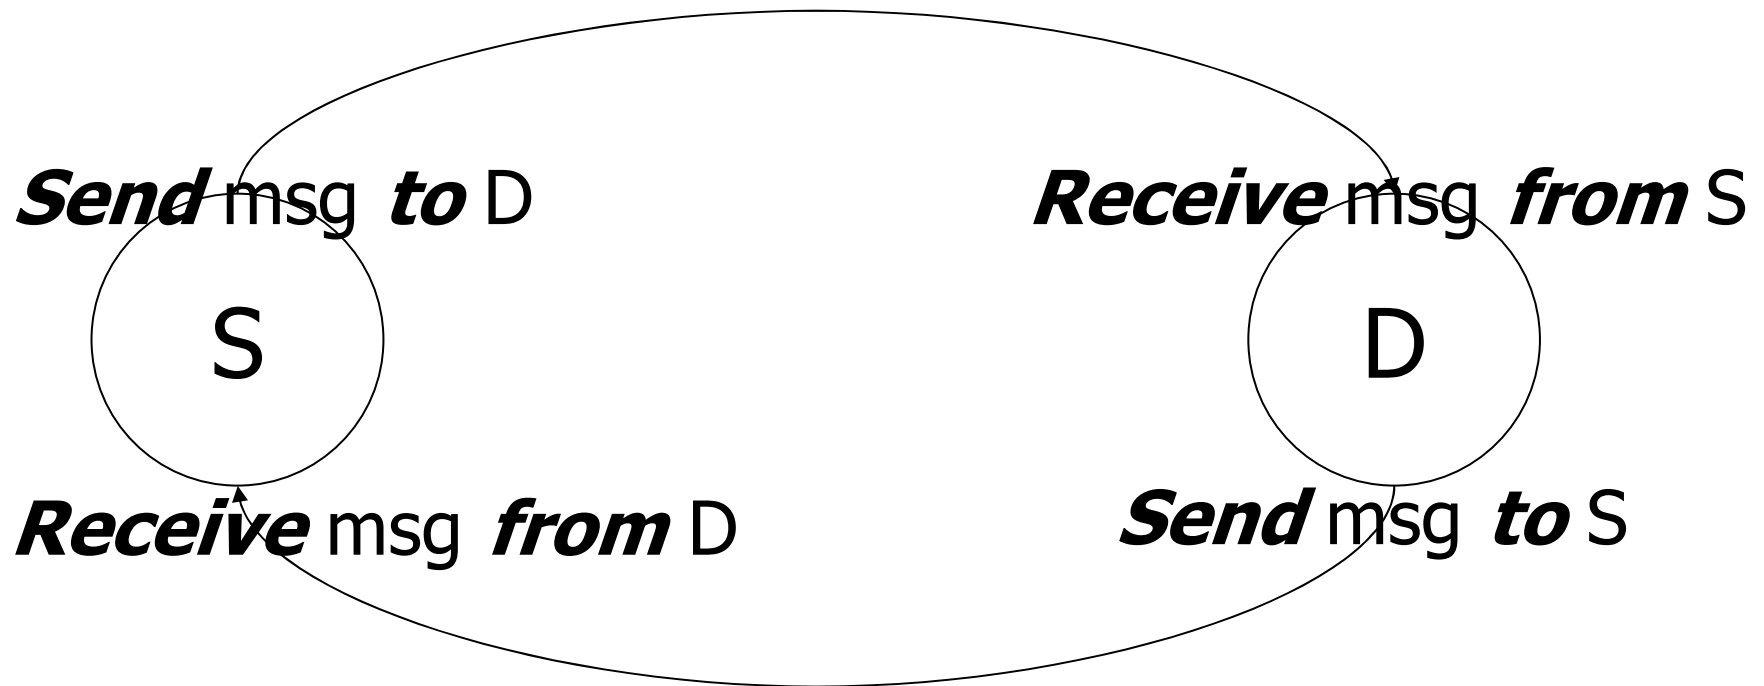 Send msg to D
Receive msg from S
S
D
Receive msg from D
Send msg to S